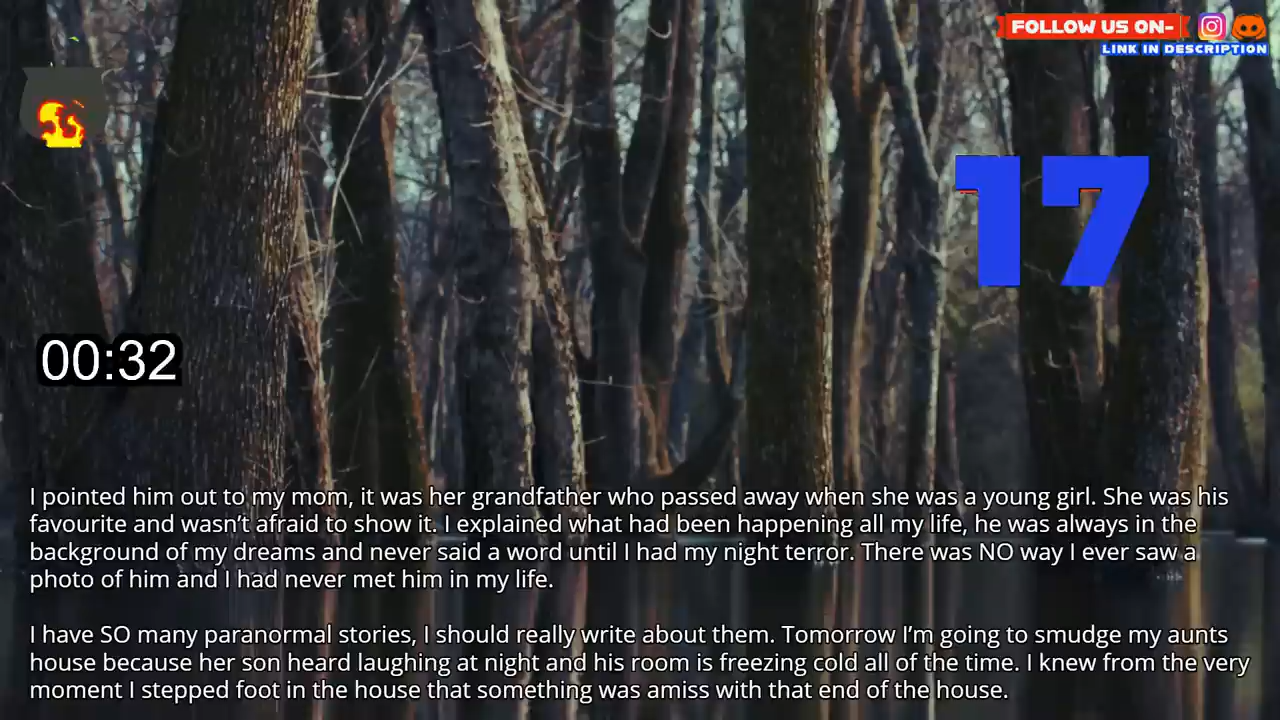 FOLLOW US ON-
LINK IN DESCRIPTION
17
00:32
I pointed him out to my mom, it was her grandfather who passed away when she was a young girl. She was his
favourite and wasn’t afraid to show it. I explained what had been happening all my life, he was always in the
background of my dreams and never said a word until I had my night terror. There was NO way I ever saw a
photo of him and I had never met him in my life.
I have SO many paranormal stories, I should really write about them. Tomorrow I’m going to smudge my aunts
house because her son heard laughing at night and his room is freezing cold all of the time. I knew from the very
moment I stepped foot in the house that something was amiss with that end of the house.